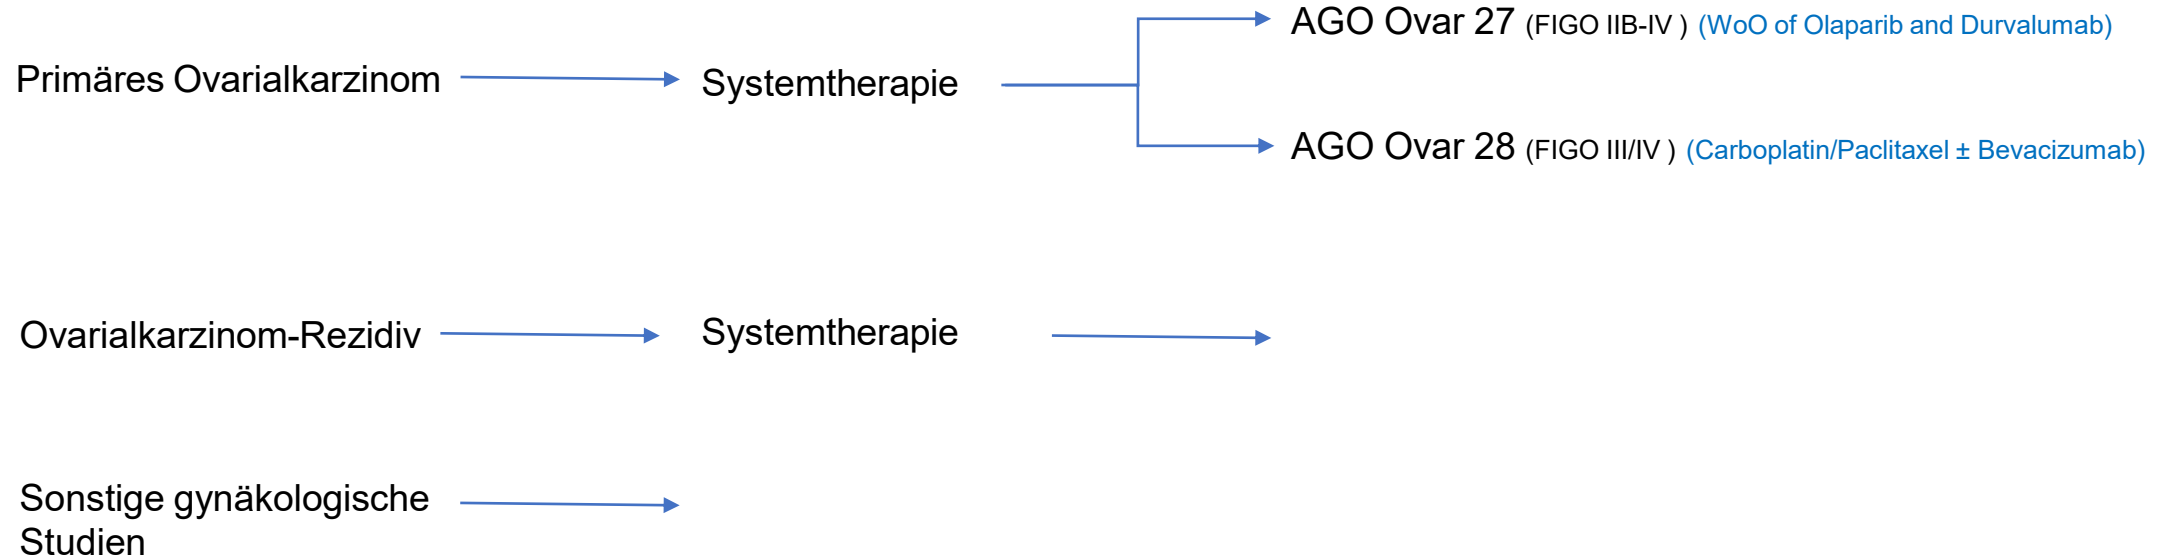 AGO Ovar 27 (FIGO IIB-IV ) (WoO of Olaparib and Durvalumab)
Primäres Ovarialkarzinom
Systemtherapie
AGO Ovar 28 (FIGO III/IV ) (Carboplatin/Paclitaxel ± Bevacizumab)
Ovarialkarzinom-Rezidiv
Systemtherapie
Sonstige gynäkologische
Studien